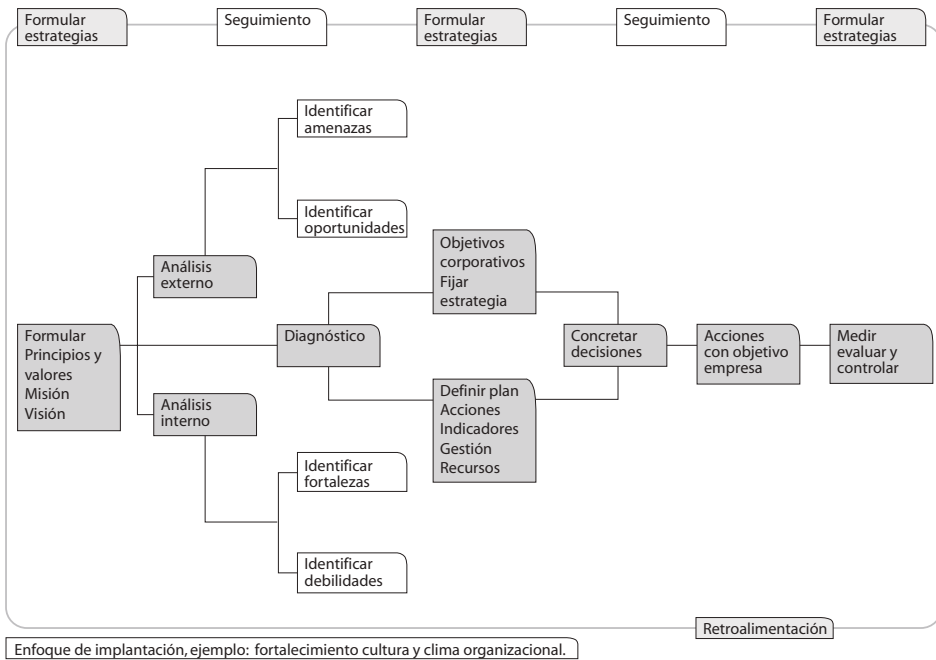 Formular
estrategias
Seguimiento
Formular
estrategias
Seguimiento
Formular
estrategias
Identificar
amenazas
Identificar
oportunidades
Análisis
externo
Objetivos
corporativos
Fijar
estrategia
Formular
Principios y
valores
Misión
Visión
Diagnóstico
Concretar
decisiones
Acciones
con objetivo
empresa
Medir
evaluar y
controlar
Análisis
interno
Definir plan
Acciones
Indicadores
Gestión
Recursos
Identificar
fortalezas
Identificar
debilidades
Retroalimentación
Enfoque de implantación, ejemplo: fortalecimiento cultura y clima organizacional.